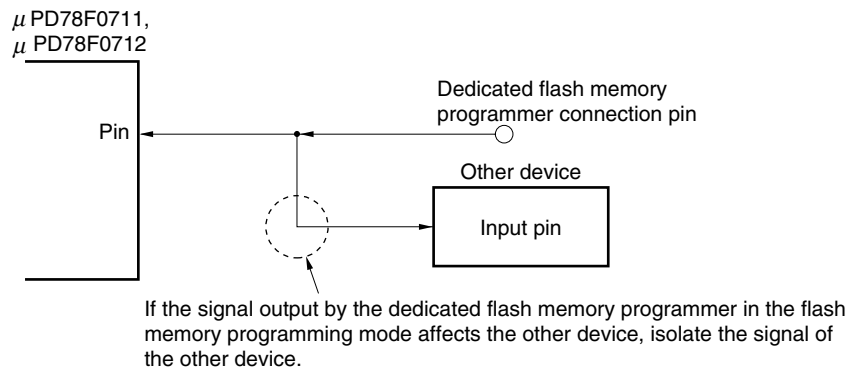 μ PD78F0711,
μ PD78F0712
Dedicated flash memory
programmer connection pin
Pin
Other device
Input pin
If the signal output by the dedicated flash memory programmer in the flash
memory programming mode affects the other device, isolate the signal of
the other device.